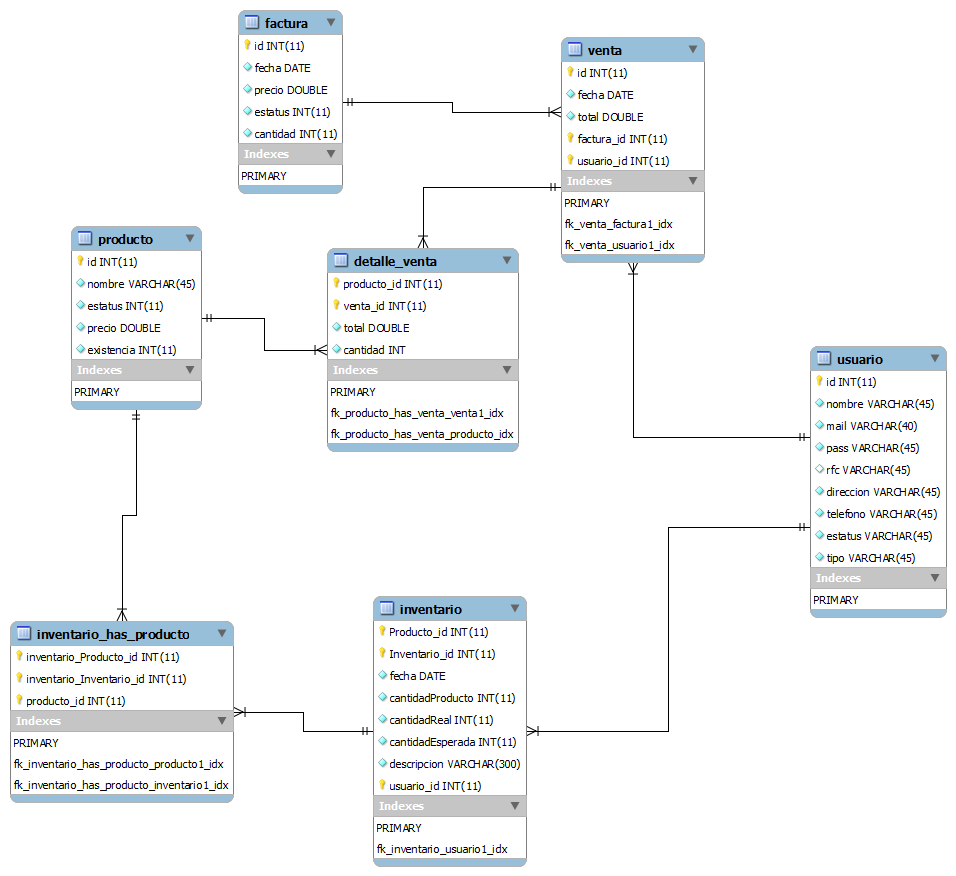 factura
id INT(11)
fecha DATE
precio DOUBLE
estatus INT(11)
cantidad INT(11)
Indexes
PRIMARY
venta
id INT(11)
fecha DATE
total DOUBLE
factura_id INT(11)
usuario_id INT(11)
Indexes
PRIMARY
fk_venta_factura1_idx
fk_venta_usuario1_idx
producto
id INT(11)
nombre VARCHAR(45)
estatus INT(11)
precio DOUBLE
existencia INT(11)
Indexes
PRIMARY
detalle_venta
producto_id INT(11)
venta_id INT(11)
total DOUBLE
cantidad INT
Indexes
PRIMARY
fk_producto_has_venta_venta1_idx
fk_producto_has_venta_producto_idx
usuario
id INT(11)
nombre VARCHAR(45)
mail VARCHAR(40)
pass VARCHAR(45)
rfc VARCHAR(45)
direccion VARCHAR(45)
telefono VARCHAR(45)
estatus VARCHAR(45)
tipo VARCHAR(45)
Indexes
PRIMARY
inventario_has_producto
inventario_Producto_id INT(11)
inventario_Inventario_id INT(11)
producto_id INT(11)
Indexes
PRIMARY
fk_inventario_has_producto_producto1_idx
fk_inventario_has_producto_inventario1_idx
inventario
Producto_id INT(11)
Inventario_id INT(11)
fecha DATE
cantidadProducto INT(11)
cantidadReal INT(11)
cantidadEsperada INT(11)
descripcion VARCHAR(300)
usuario_id INT(11)
Indexes
PRIMARY
fk_inventario_usuario1_idx